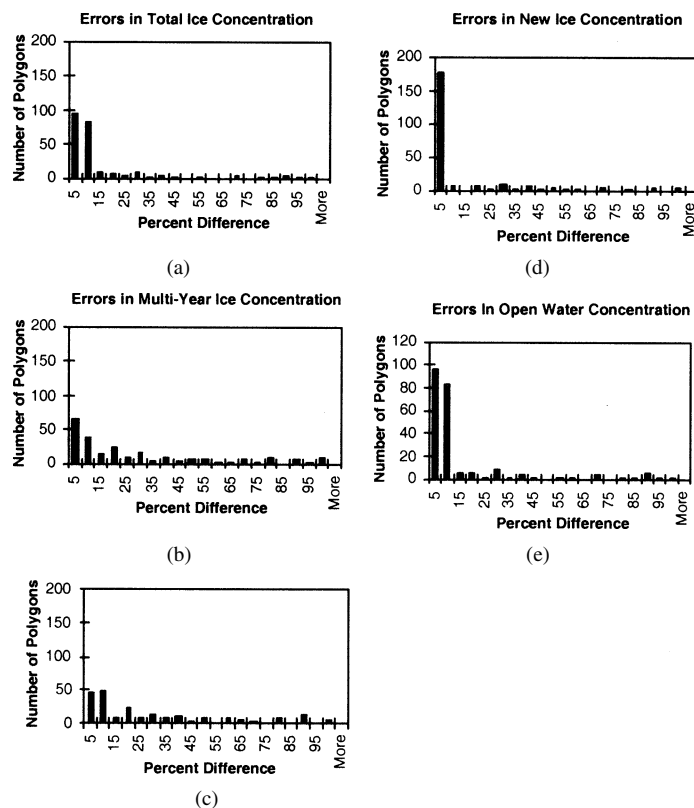 Errors in Total Ice Concentration
Number of Polygons
200
150
100
50
0
5 15 25 35 45 55 65 75 85 95 More
Percent Difference
(a)
Errors in New Ice Concentration
Number of Polygons
200
150
100
50
0
5 15 25 35 45 55 65 75 85 95 More
Percent Difference
(d)
Errors in Multi-Year Ice Concentration
Number of Polygons
200
150
100
50
0
5 15 25 35 45 55 65 75 85 95 More
Percent Difference
(b)
Errors In Open Water Concentration
Number of Polygons
120
100
80
60
40
20
0
5 15 25 35 45 55 65 75 85 95 More
Percent Difference
(e)
Number of Polygons
200
150
100
50
0
5 15 25 35 45 55 65 75 85 95 More
Percent Difference
(c)